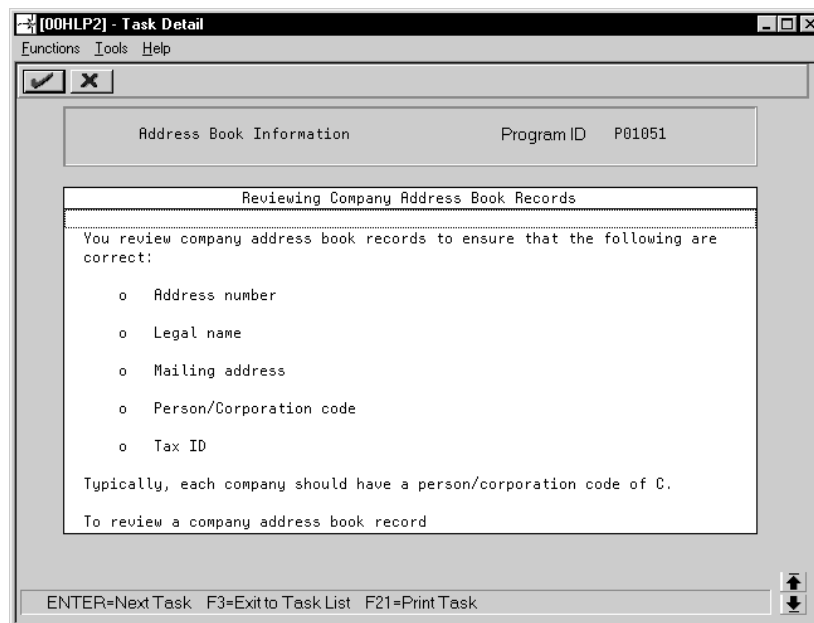 [00HLP2] - Task Detail
Functions Tools Help
Address Book Information Program ID P01051
Reviewing Company Address Book Records
You review company address book records to ensure that the following are
correct:
o Address number
o Legal name
o Mailing address
o Person/Corporation code
o Tax ID
Typically, each company should have a person/corporation code of C.
To review a company address book record
ENTER=Next Task F3=Exit to Task List F21=Print Task